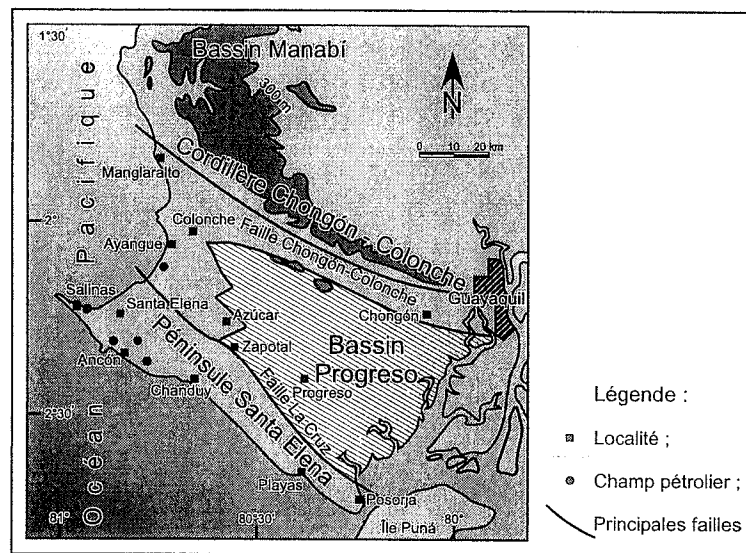 1°30'
Bassin Manabí
300 m
N
0 10 20 km
Océan Pacifique
Manglaralto
Cordillère Chongón - Colonche
2°
Colonche
Faille Chongón-Colonche
Ayangue
Salinas
Santa Elena
Azúcar
Chongón
Guayaquil
Bassin
Progreso
Ancón
Zapotal
Péninsule Santa Elena
Progreso
Chanduy
Faille La Cruz
2°30'
Playas
Posorja
81°
80°30'
80°
Île Puná
Légende :
Localité ;
Champ pétrolier ;
Principales failles